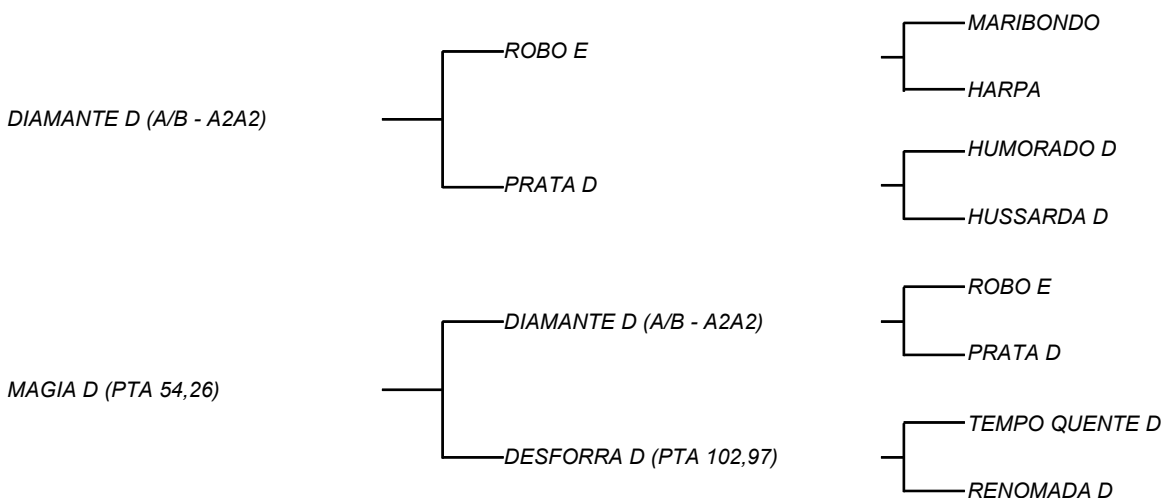 MARIBONDO
ROBO E
HARPA
DIAMANTE D (A/B - A2A2)
HUMORADO D
PRATA D
HUSSARDA D
ROBO E
DIAMANTE D (A/B - A2A2)
PRATA D
MAGIA D (PTA 54,26)
TEMPO QUENTE D
DESFORRA D (PTA 102,97)
RENOMADA D